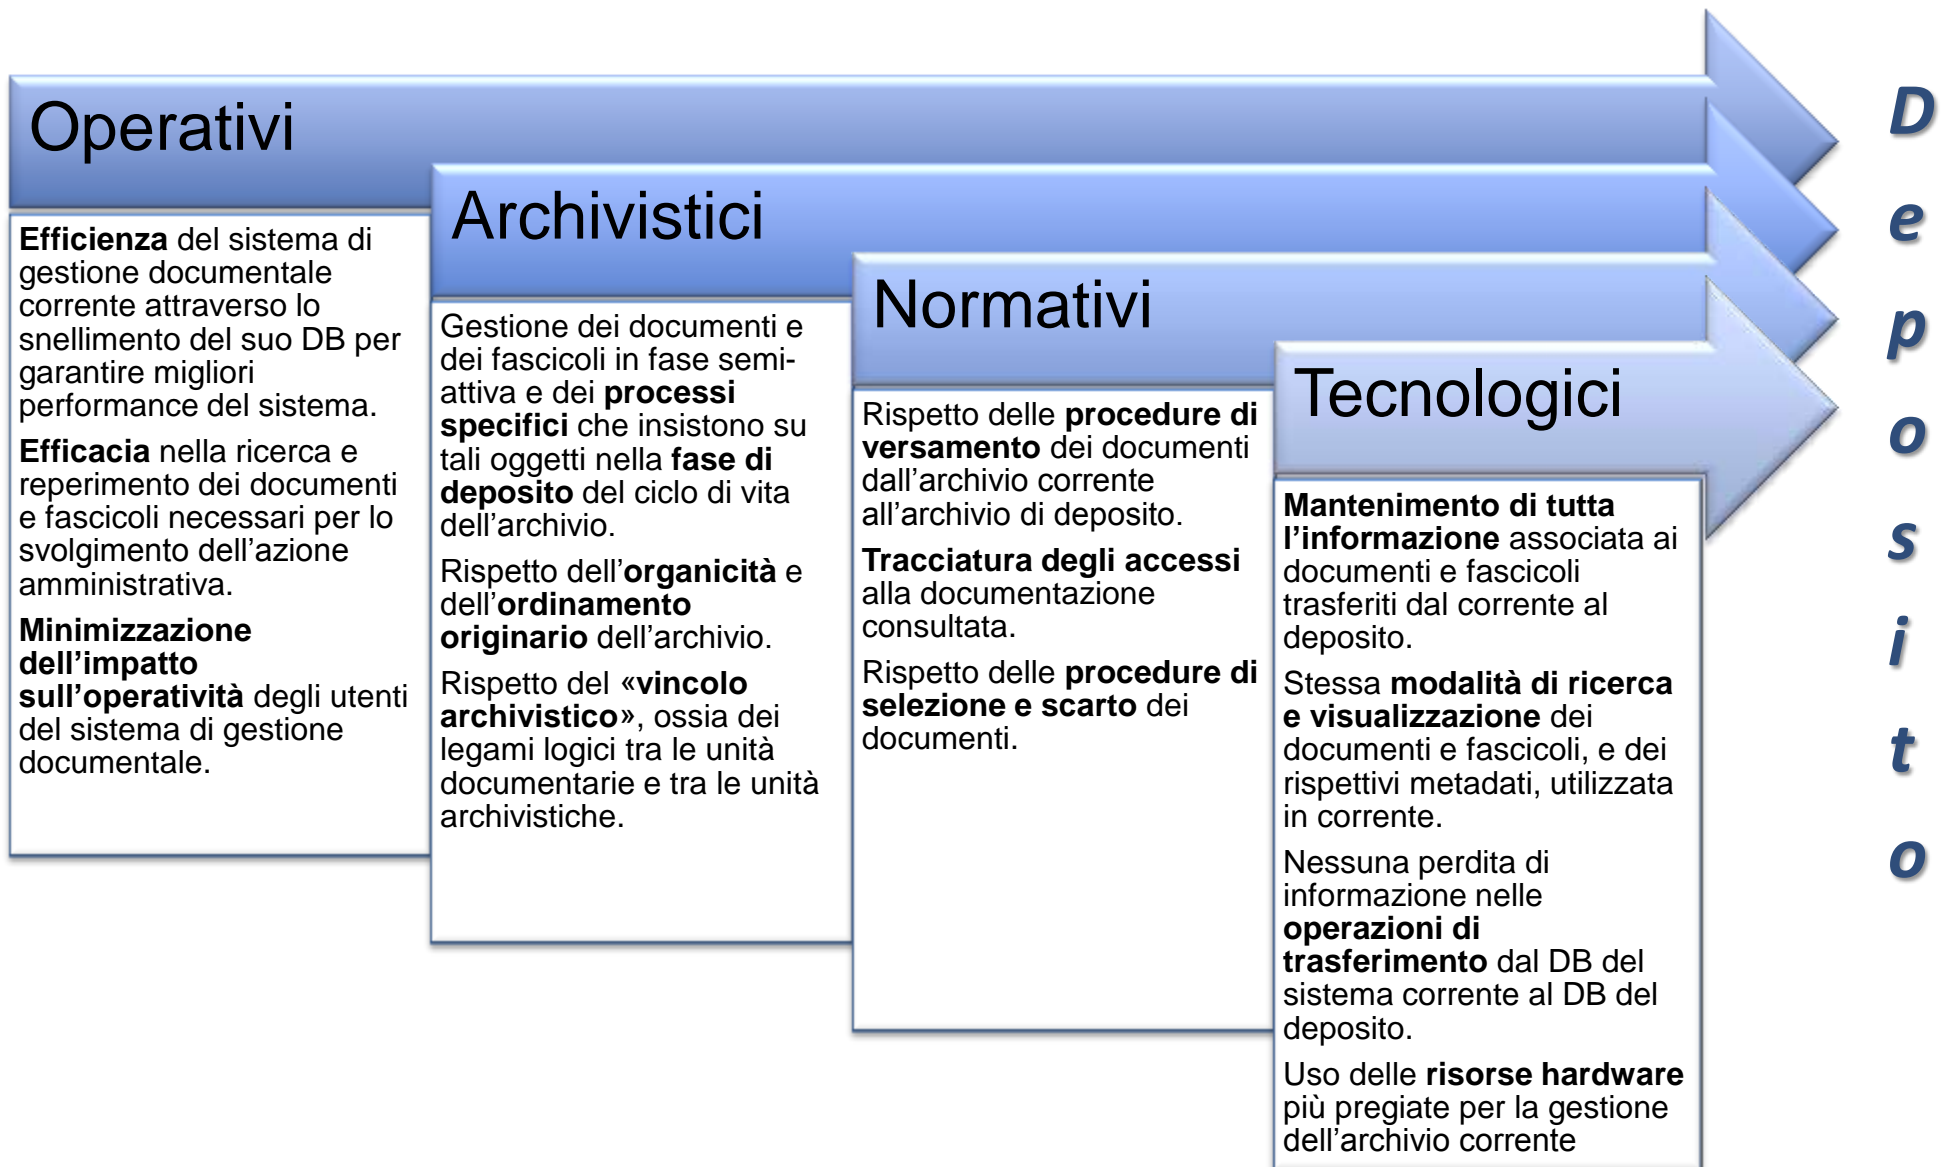 Operativi
Efficienza del sistema di
gestione documentale
corrente attraverso lo
snellimento del suo DB per
garantire migliori
performance del sistema.
Efficacia nella ricerca e
reperimento dei documenti
e fascicoli necessari per lo
svolgimento dell’azione
amministrativa.
Minimizzazione
dell’impatto
sull’operatività degli utenti
del sistema di gestione
documentale.
Archivistici
Gestione dei documenti e
dei fascicoli in fase semi-
attiva e dei processi
specifici che insistono su
tali oggetti nella fase di
deposito del ciclo di vita
dell’archivio.
Rispetto dell’organicità e
dell’ordinamento
originario dell’archivio.
Rispetto del «vincolo
archivistico», ossia dei
legami logici tra le unità
documentarie e tra le unità
archivistiche.
Normativi
Rispetto delle procedure di
versamento dei documenti
dall’archivio corrente
all’archivio di deposito.
Tracciatura degli accessi
alla documentazione
consultata.
Rispetto delle procedure di
selezione e scarto dei
documenti.
Tecnologici
Mantenimento di tutta
l’informazione associata ai
documenti e fascicoli
trasferiti dal corrente al
deposito.
Stessa modalità di ricerca
e visualizzazione dei
documenti e fascicoli, e dei
rispettivi metadati, utilizzata
in corrente.
Nessuna perdita di
informazione nelle
operazioni di
trasferimento dal DB del
sistema corrente al DB del
deposito.
Uso delle risorse hardware
più pregiate per la gestione
dell’archivio corrente
D
e
p
o
s
i
t
o